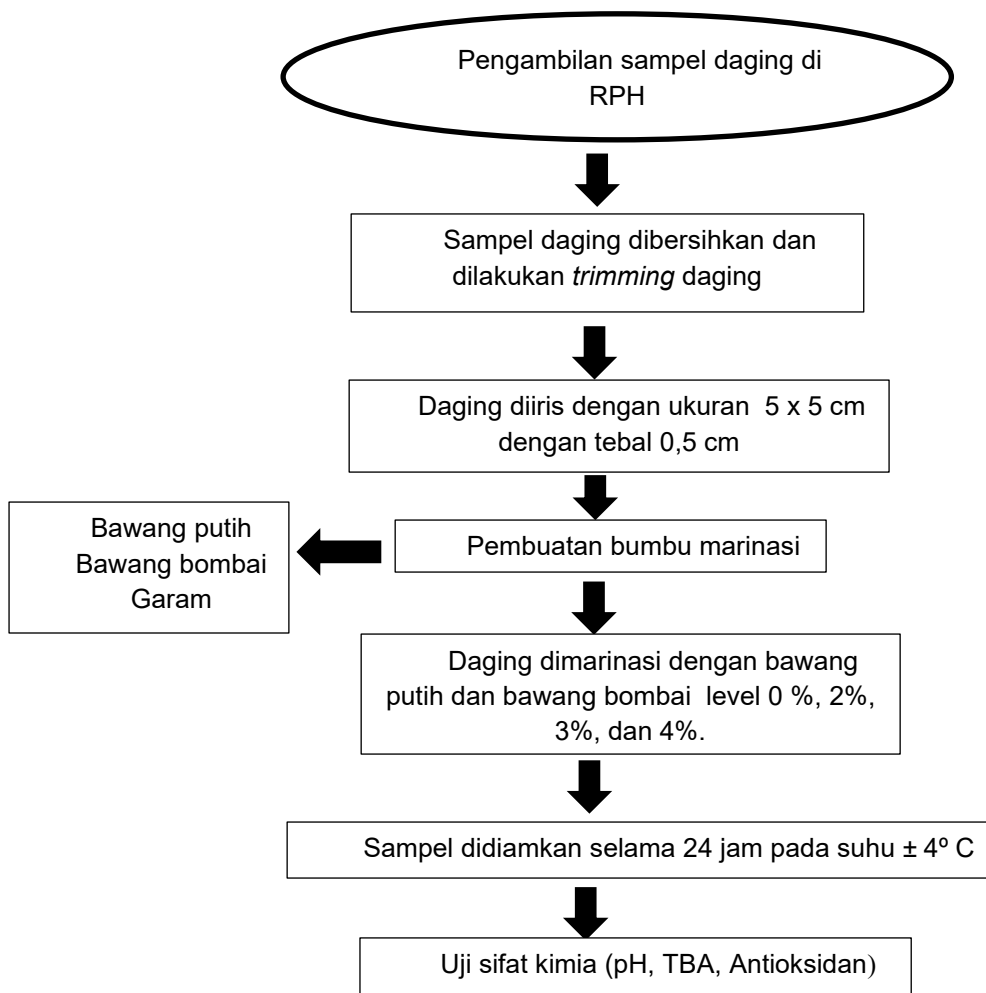 Pengambilan sampel daging di
RPH
Sampel daging dibersihkan dan
dilakukan trimming daging
Daging diiris dengan ukuran 5 x 5 cm
dengan tebal 0,5 cm
Pembuatan bumbu marinasi
Bawang putih
Bawang bombai
Garam
Daging dimarinasi dengan bawang
putih dan bawang bombai level 0 %, 2%,
3%, dan 4%.
Sampel didiamkan selama 24 jam pada suhu ± 4º C
Uji sifat kimia (pH, TBA, Antioksidan)